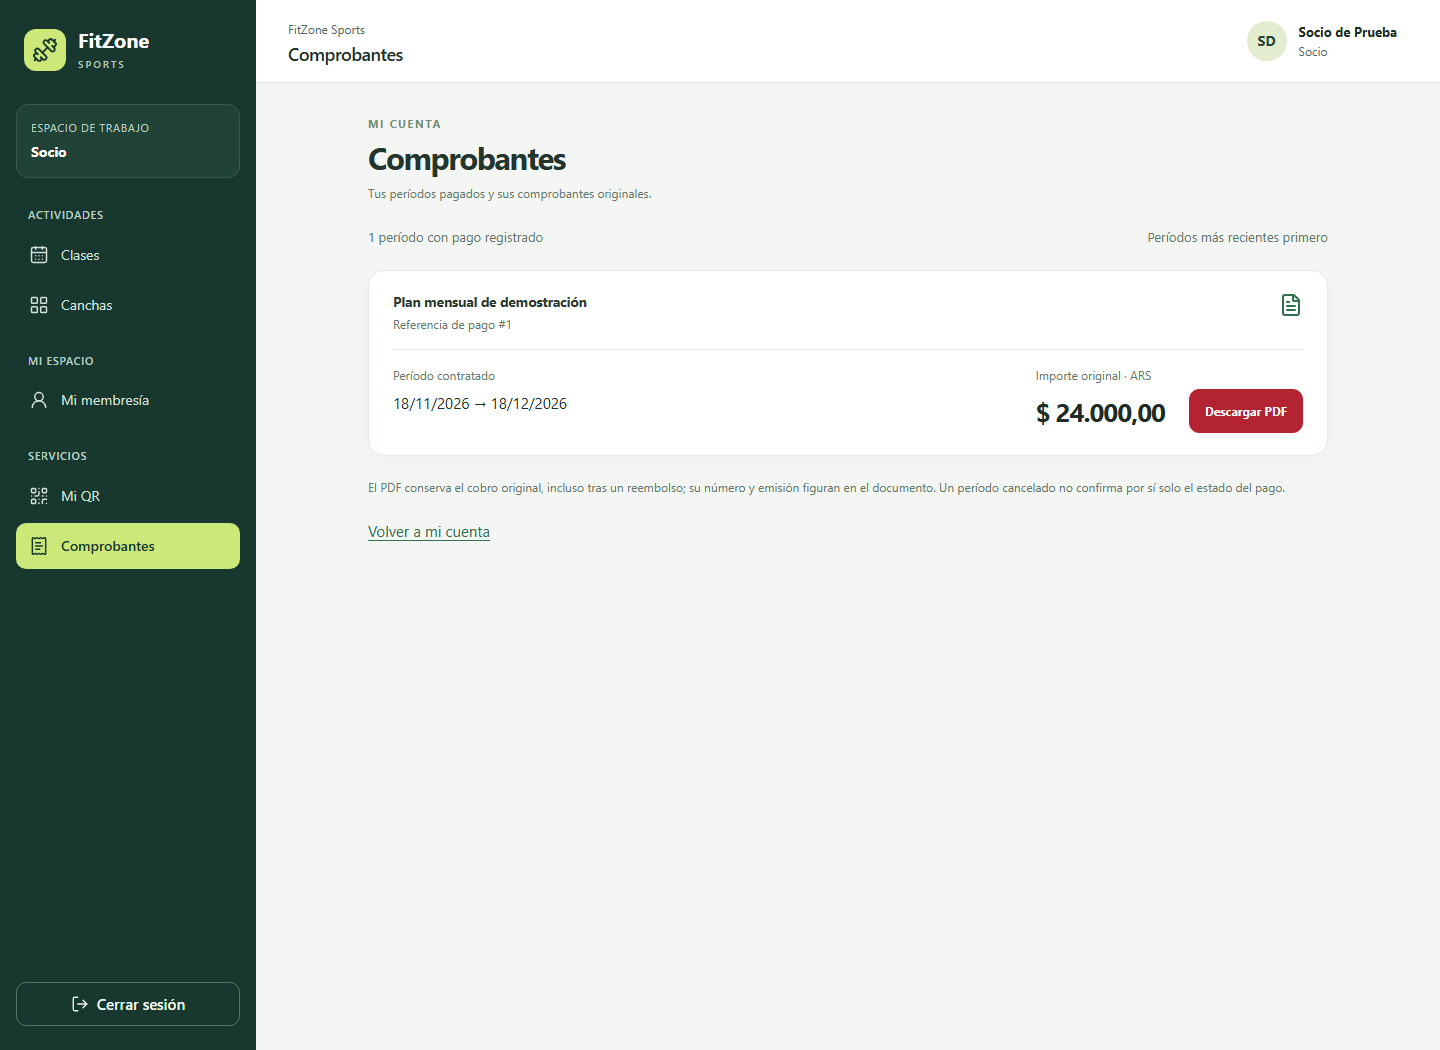 FitZone
SPORTS
ESPACIO DE TRABAJO
Socio
ACTIVIDADES
Clases
Canchas
MI ESPACIO
Mi membresía
SERVICIOS
Mi QR
Comprobantes
Cerrar sesión
FitZone Sports
Comprobantes
SD
Socio de Prueba
Socio
MI CUENTA
Comprobantes
Tus períodos pagados y sus comprobantes originales.
1 período con pago registrado
Períodos más recientes primero
Plan mensual de demostración
Referencia de pago #1
Período contratado
18/11/2026 → 18/12/2026
Importe original · ARS
$ 24.000,00
Descargar PDF
El PDF conserva el cobro original, incluso tras un reembolso; su número y emisión figuran en el documento. Un período cancelado no confirma por sí solo el estado del pago.
Volver a mi cuenta